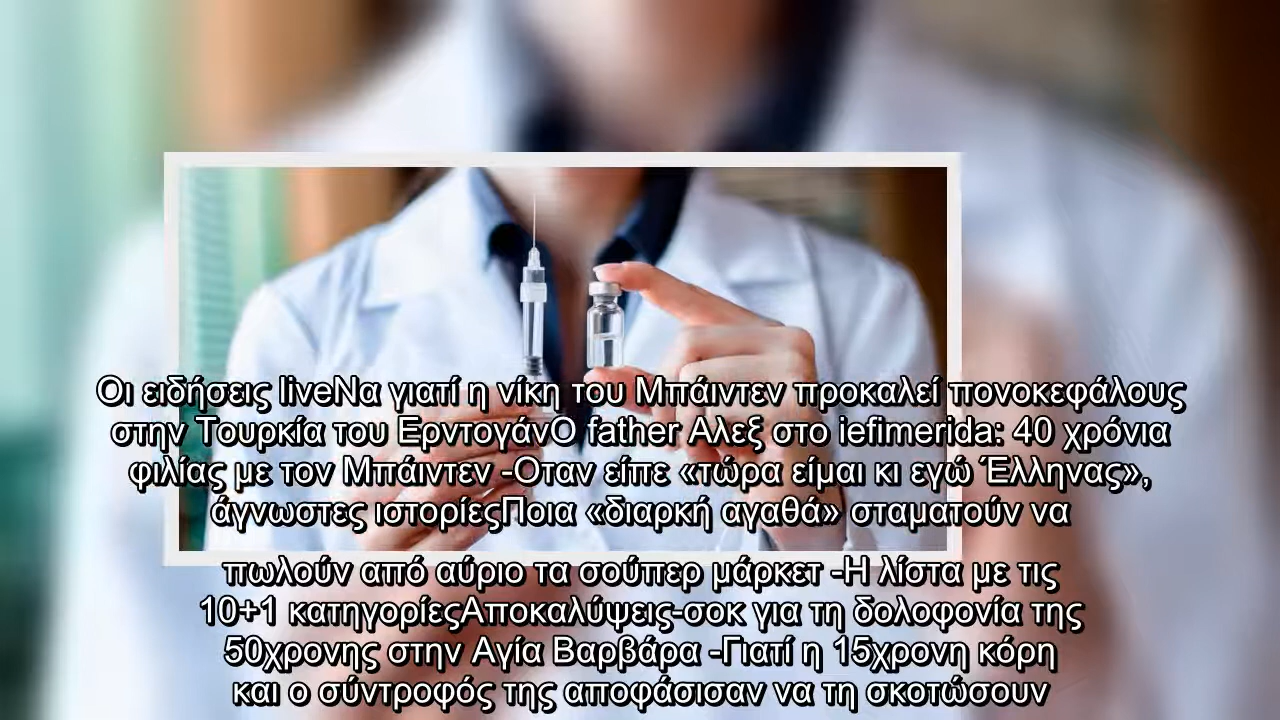 Οι ειδήσεις liveΝα γιατί η νίκη του Μπάιντεν προκαλεί πονοκεφάλους
στην Τουρκία του ΕρντογάνΟ father Αλεξ στο iefimerida: 40 χρόνια
φιλίας με τον Μπάιντεν -Οταν είπε «τώρα είμαι κι εγώ Έλληνας»,
άγνωστες ιστορίεςΠοια «διαρκή αγαθά» σταματούν να
πωλούν από αύριο τα σούπερ μάρκετ -Η λίστα με τις
10+1 κατηγορίεςΑποκαλύψεις-σοκ για τη δολοφονία της
50χρονης στην Αγία Βαρβάρα -Γιατί η 15χρονη κόρη
και ο σύντροφός της αποφάσισαν να τη σκοτώσουν